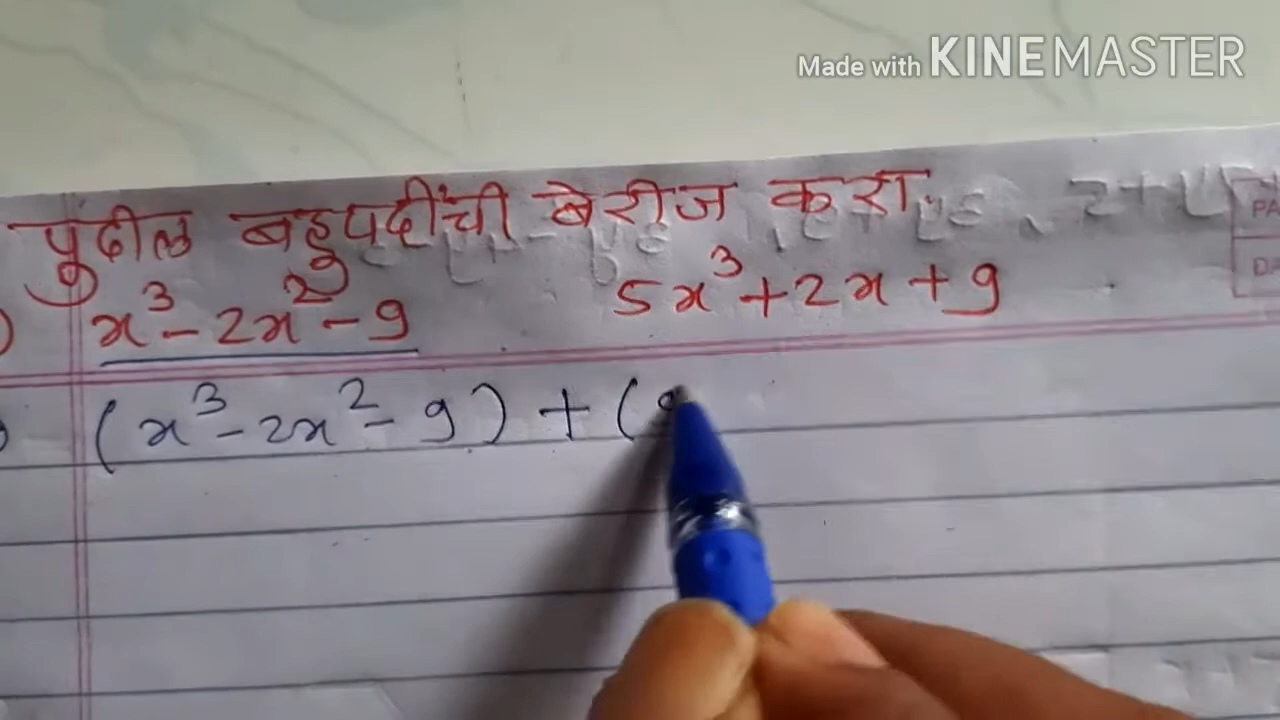 Made with KINEMASTER
पुढील बहुपदींची बेरीज करा.
x³ - 2x² - 9 5x³ + 2x + 9
(x³ - 2x² - 9) + (